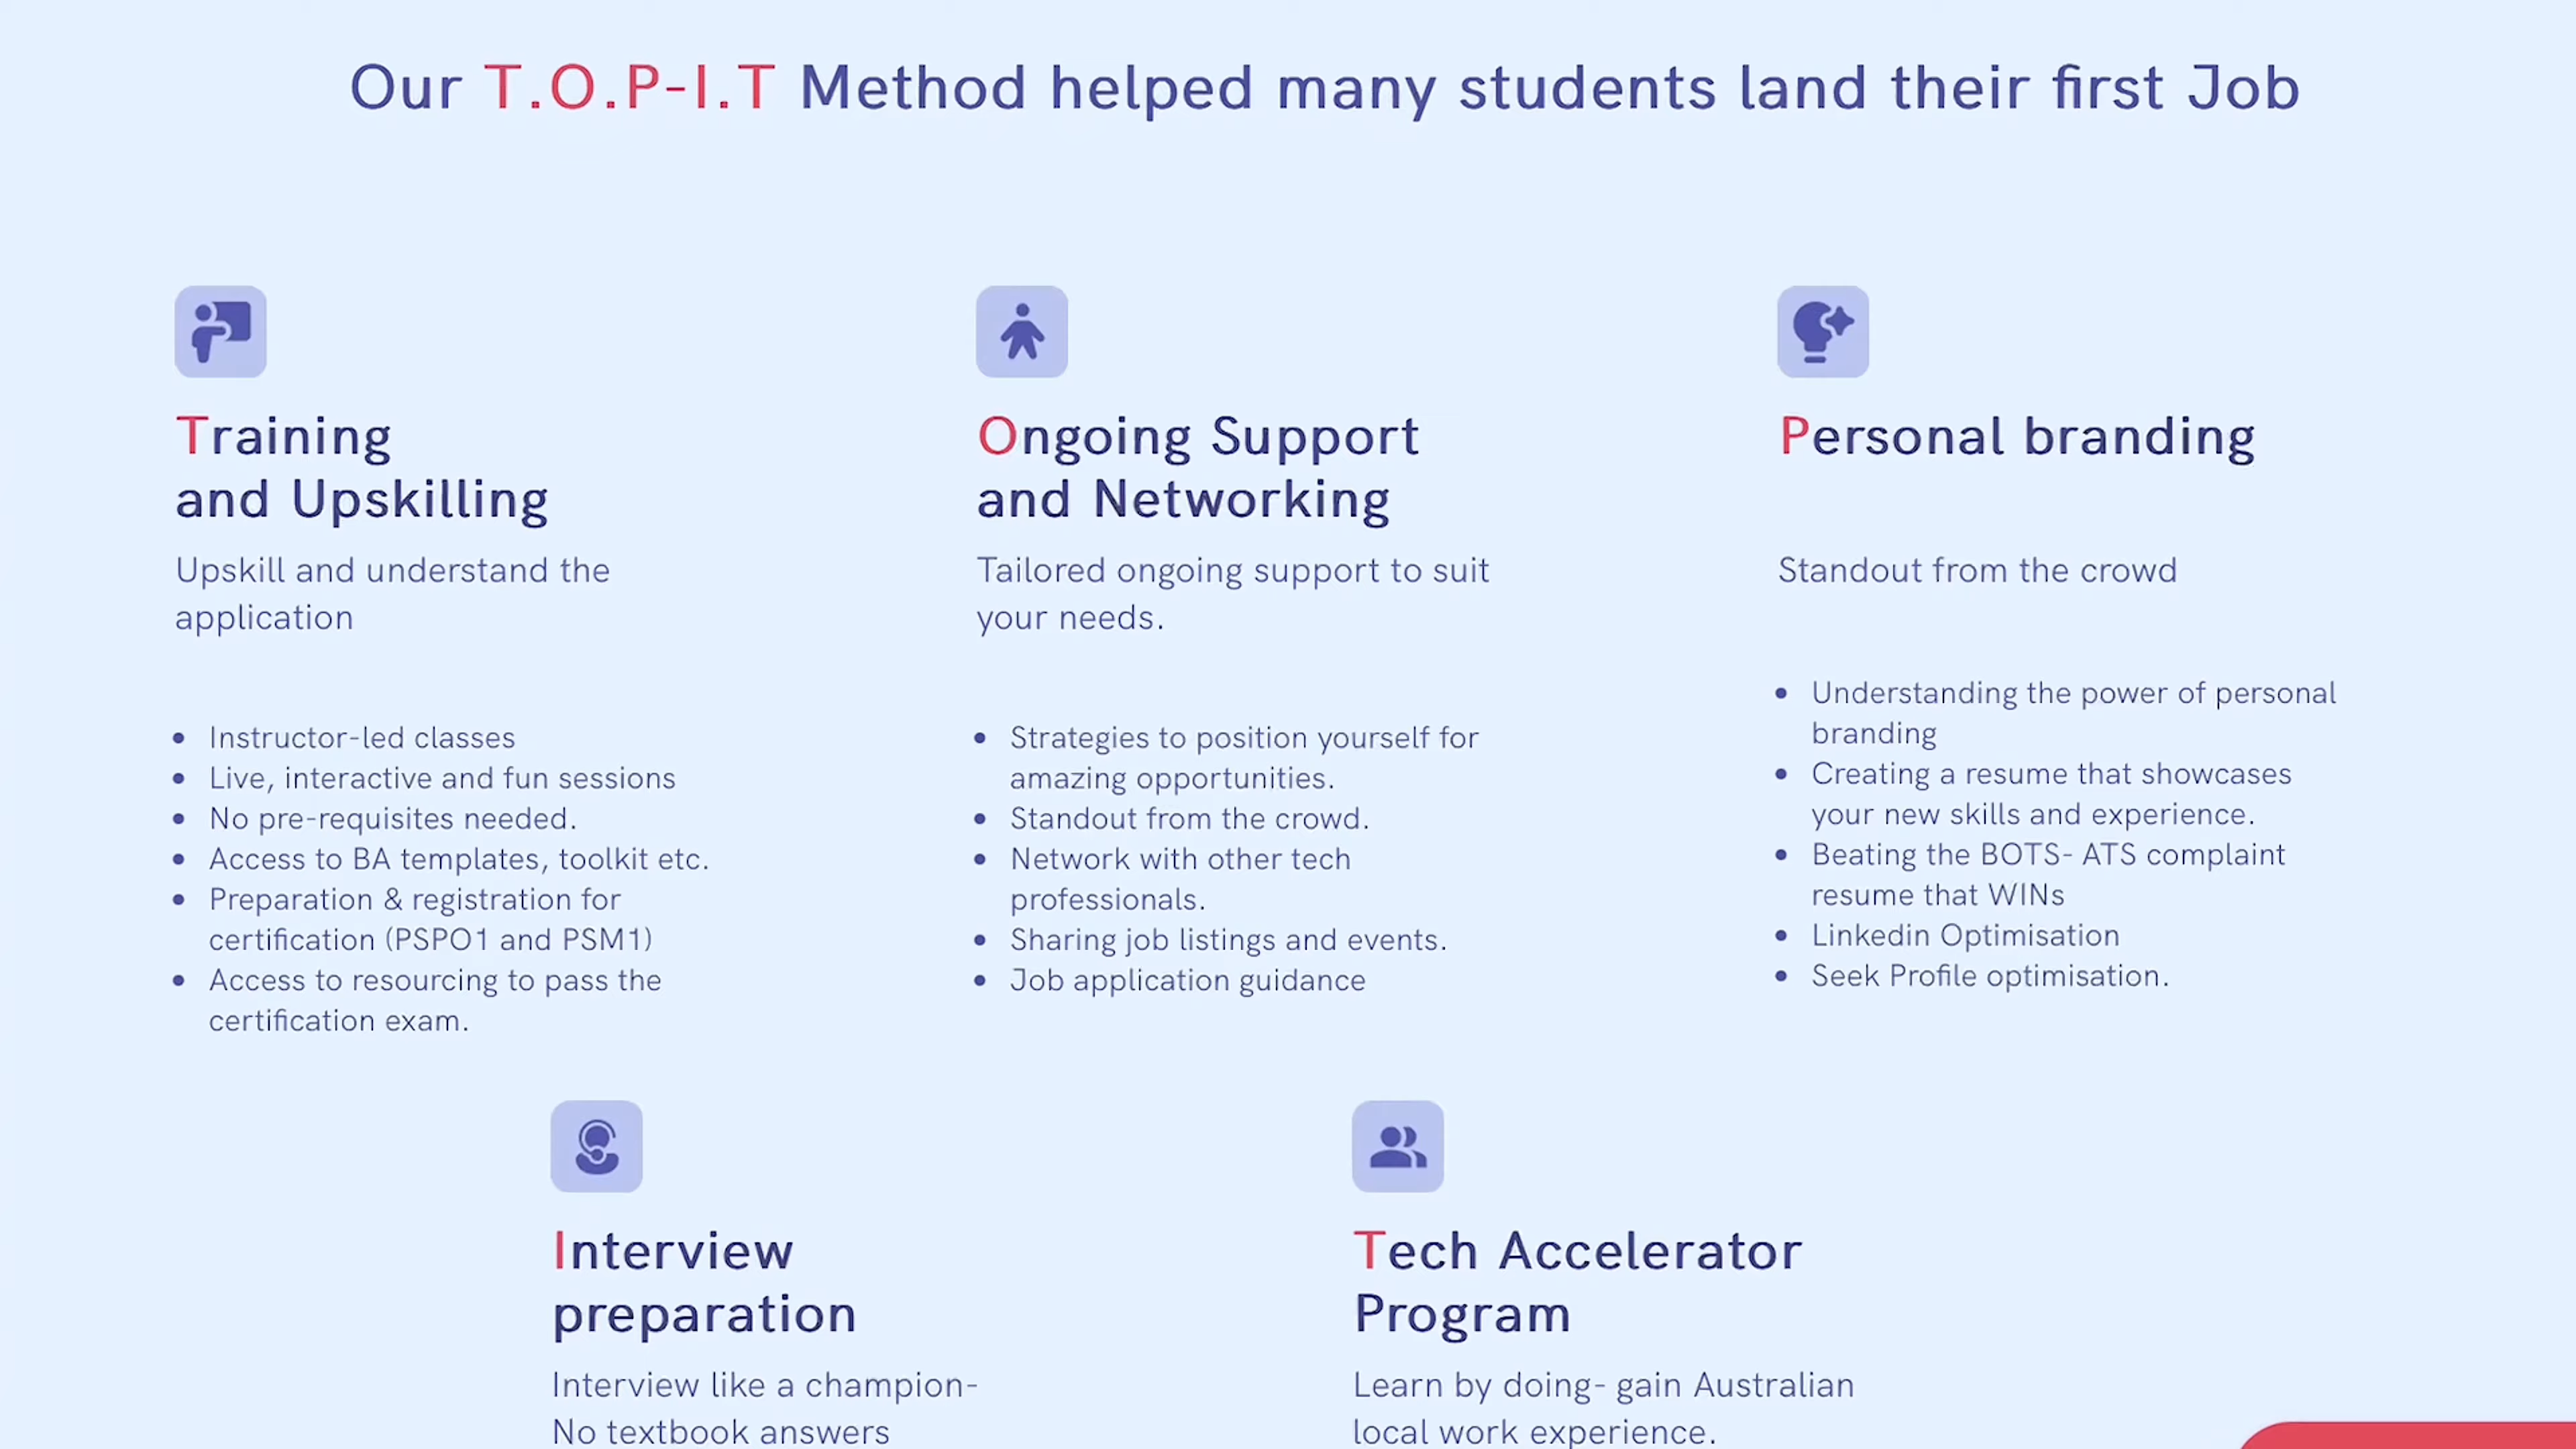 Our T.O.P-I.T Method helped many students land their first Job
Training
and Upskilling
Upskill and understand the
application
• Instructor-led classes
• Live, interactive and fun sessions
• No pre-requisites needed.
• Access to BA templates, toolkit etc.
• Preparation & registration for
certification (PSPO1 and PSM1)
• Access to resourcing to pass the
certification exam.
Ongoing Support
and Networking
Tailored ongoing support to suit
your needs.
• Strategies to position yourself for
amazing opportunities.
• Standout from the crowd.
• Network with other tech
professionals.
• Sharing job listings and events.
• Job application guidance
Personal branding
Standout from the crowd
• Understanding the power of personal
branding
• Creating a resume that showcases
your new skills and experience.
• Beating the BOTS- ATS complaint
resume that WINs
• Linkedin Optimisation
• Seek Profile optimisation.
Interview
preparation
Interview like a champion-
No textbook answers
Tech Accelerator
Program
Learn by doing- gain Australian
local work experience.